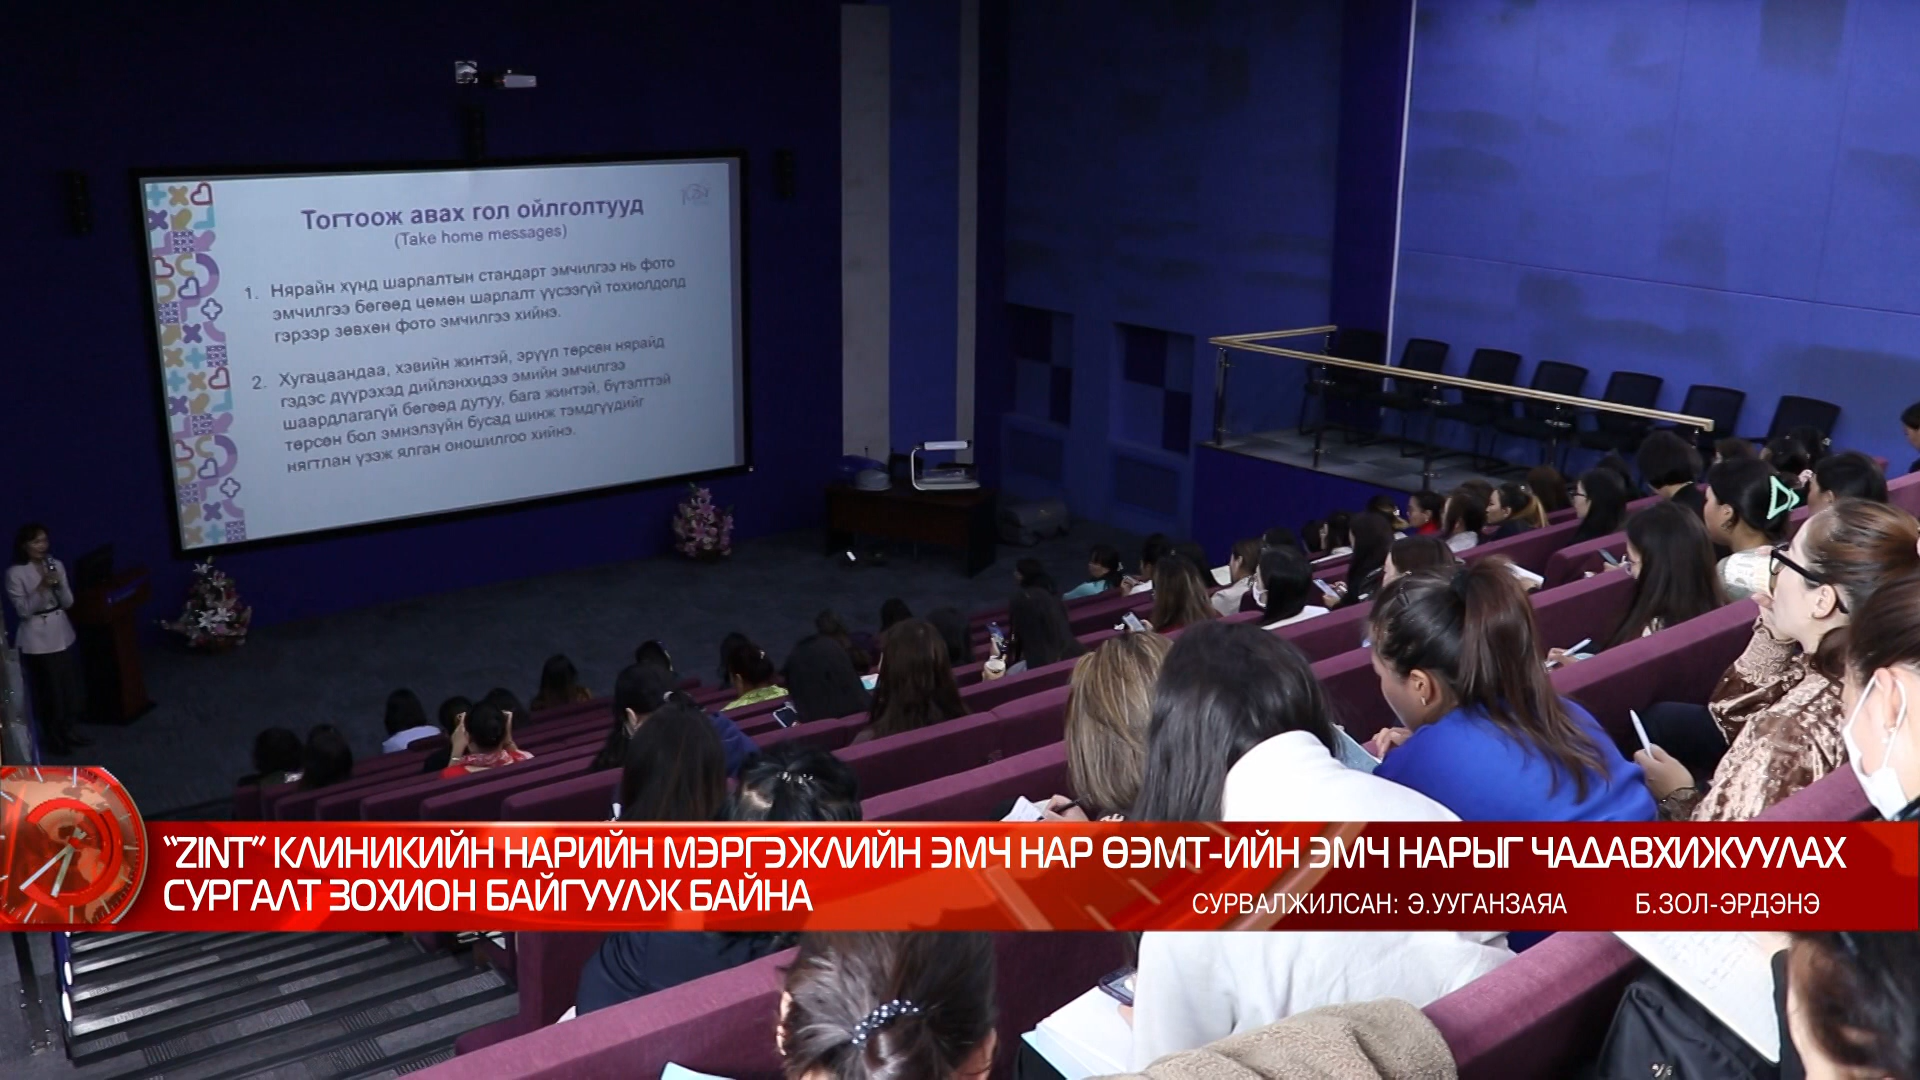 Тогтоож авах гол ойлголтууд
(Take home messages)
1. Нярайн хүнд шарлалтын стандарт эмчилгээ нь фото
эмчилгээ бөгөөд цөмөн шарлалт үүсээгүй тохиолдолд
гэрээр зөвхөн фото эмчилгээ хийнэ.
2. Хугацаандаа, хэвийн жинтэй, эрүүл төрсөн нярайд
гэдэс дүүрэхэд дийлэнхидээ эмийн эмчилгээ
шаардлагагүй бөгөөд дутуу, бага жинтэй, бүтэлттэй
төрсөн бол эмнэлзүйн бусад шинж тэмдгүүдийг
нягтлан үзэж ялган оношилгоо хийнэ.
“ZINT” КЛИНИКИЙН НАРИЙН МЭРГЭЖЛИЙН ЭМЧ НАР ӨЭМТ-ИЙН ЭМЧ НАРЫГ ЧАДАВХИЖУУЛАХ
СУРГАЛТ ЗОХИОН БАЙГУУЛЖ БАЙНА
СУРВАЛЖИЛСАН: Э.УУГАНЗАЯА Б.ЗОЛ-ЭРДЭНЭ